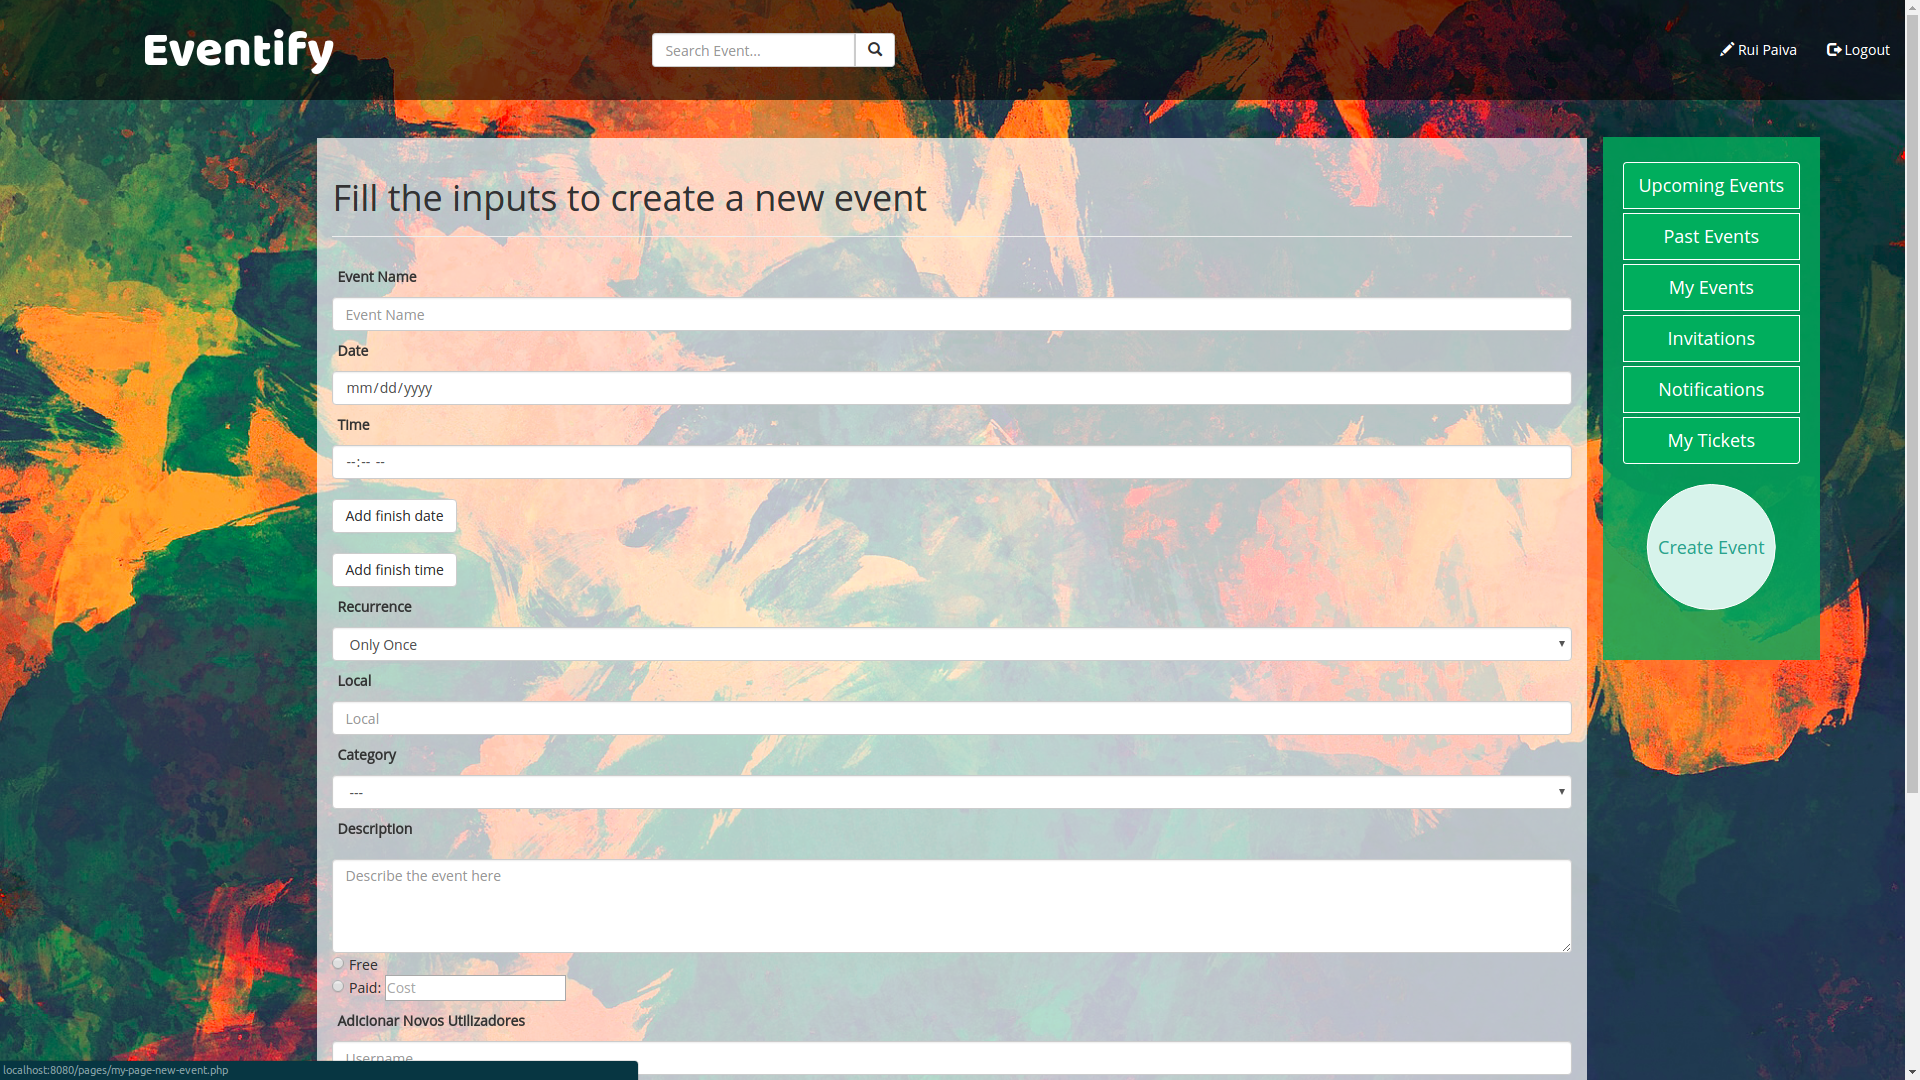 Eventify
Search Event...
Rui Paiva
Logout
Fill the inputs to create a new event
Event Name
Event Name
Date
mm/dd/yyyy
Time
--:-- --
Add finish date
Add finish time
Recurrence
Only Once
Local
Local
Category
---
Description
Describe the event here
Free
Paid: Cost
Adicionar Novos Utilizadores
Username
Upcoming Events
Past Events
My Events
Invitations
Notifications
My Tickets
Create Event
localhost:8080/pages/my-page-new-event.php